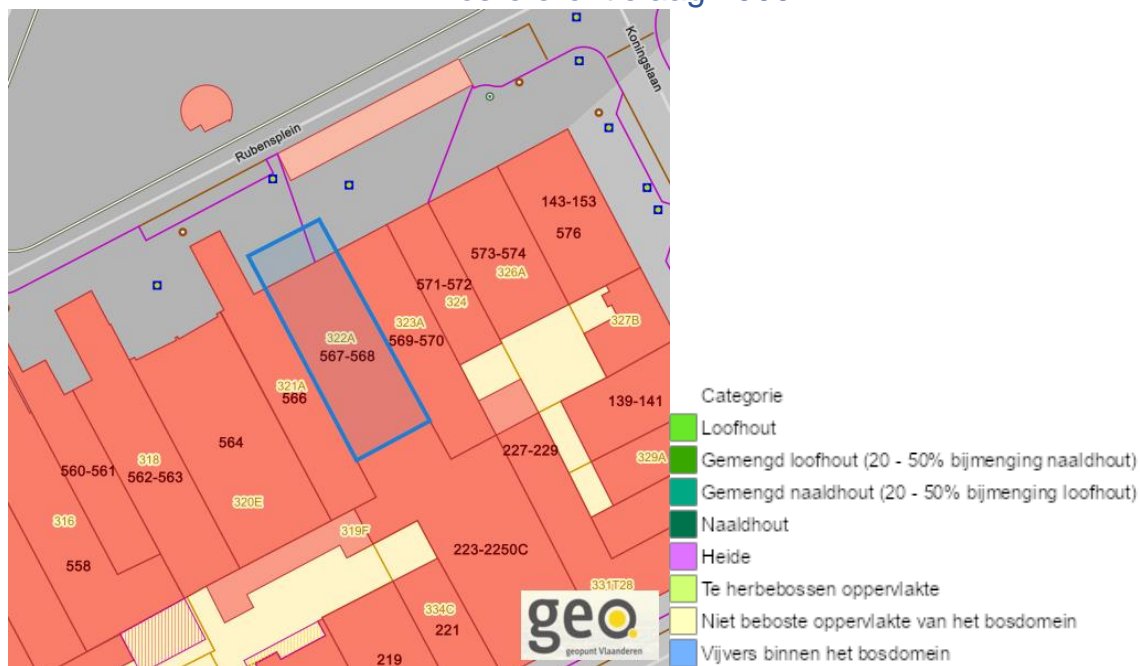 Koningslaan
Rubensplein
143-153
576
573-574
326A
571-572
324
327B
323A
569-570
322A
567-568
321A
566
139-141
564
227-229
329A
560-561
318
562-563
320E
316
319F
558
223-2250C
331T28
334C
221
219
geo
geopunt Vlaanderen
Categorie
Loofhout
Gemengd loofhout (20 - 50% bijmenging naaldhout)
Gemengd naaldhout (20 - 50% bijmenging loofhout)
Naaldhout
Heide
Te herbebossen oppervlakte
Niet beboste oppervlakte van het bosdomein
Vijvers binnen het bosdomein